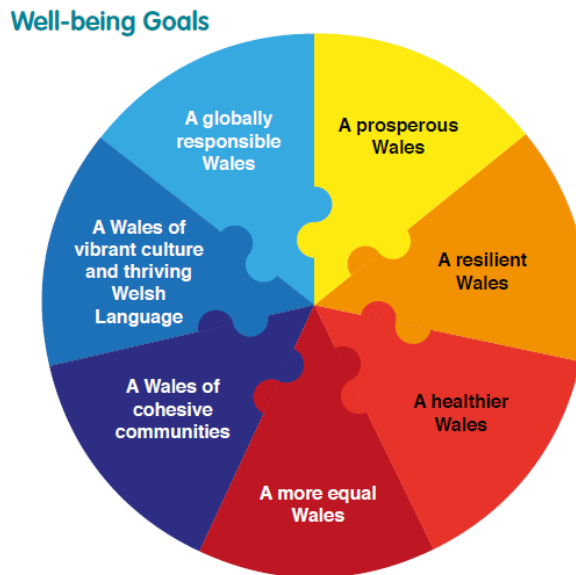 Well-being Goals
A globally
responsible
Wales
A prosperous
Wales
A resilient
Wales
A healthier
Wales
A more equal
Wales
A Wales of
cohesive
communities
A Wales of
vibrant culture
and thriving
Welsh
Language